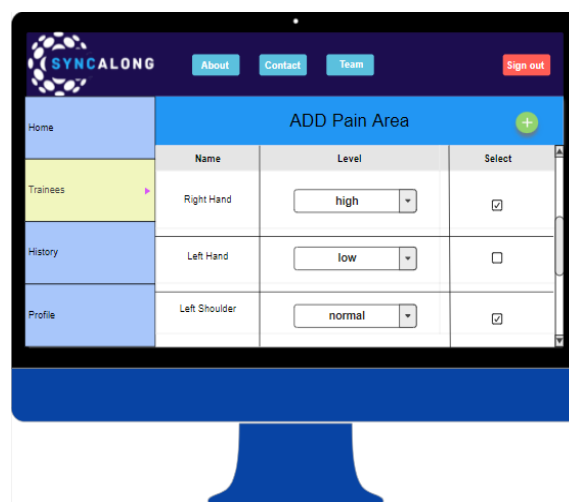 SYNCALONG
About Contact Team Sign out
Home
ADD Pain Area
Name Level Select
Trainees
Right Hand high
History
Left Hand low
Profile
Left Shoulder normal